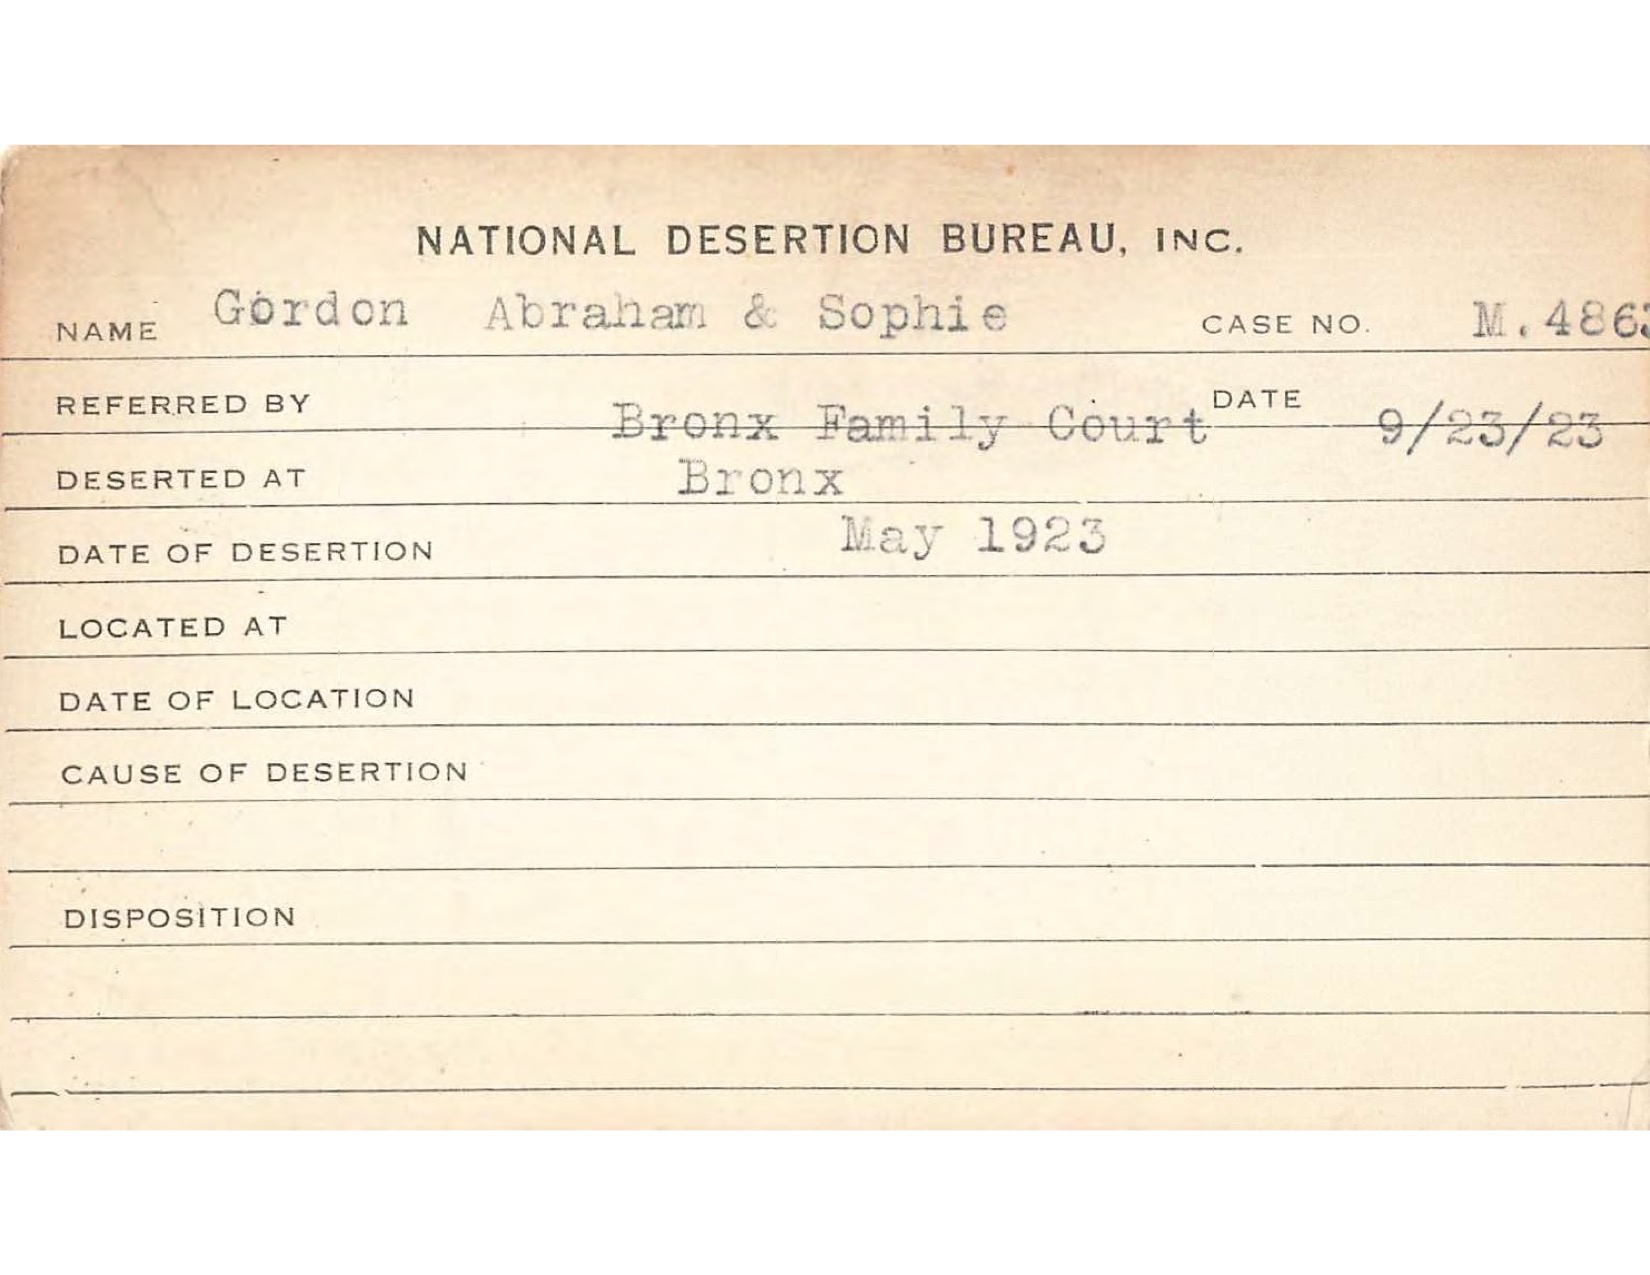 NATIONAL DESERTION BUREAU, INC.
NAME Gordon Abraham & Sophie CASE NO. M.4863
REFERRED BY Bronx Family Court DATE 9/23/23
DESERTED AT Bronx
DATE OF DESERTION May 1923
LOCATED AT
DATE OF LOCATION
CAUSE OF DESERTION
DISPOSITION